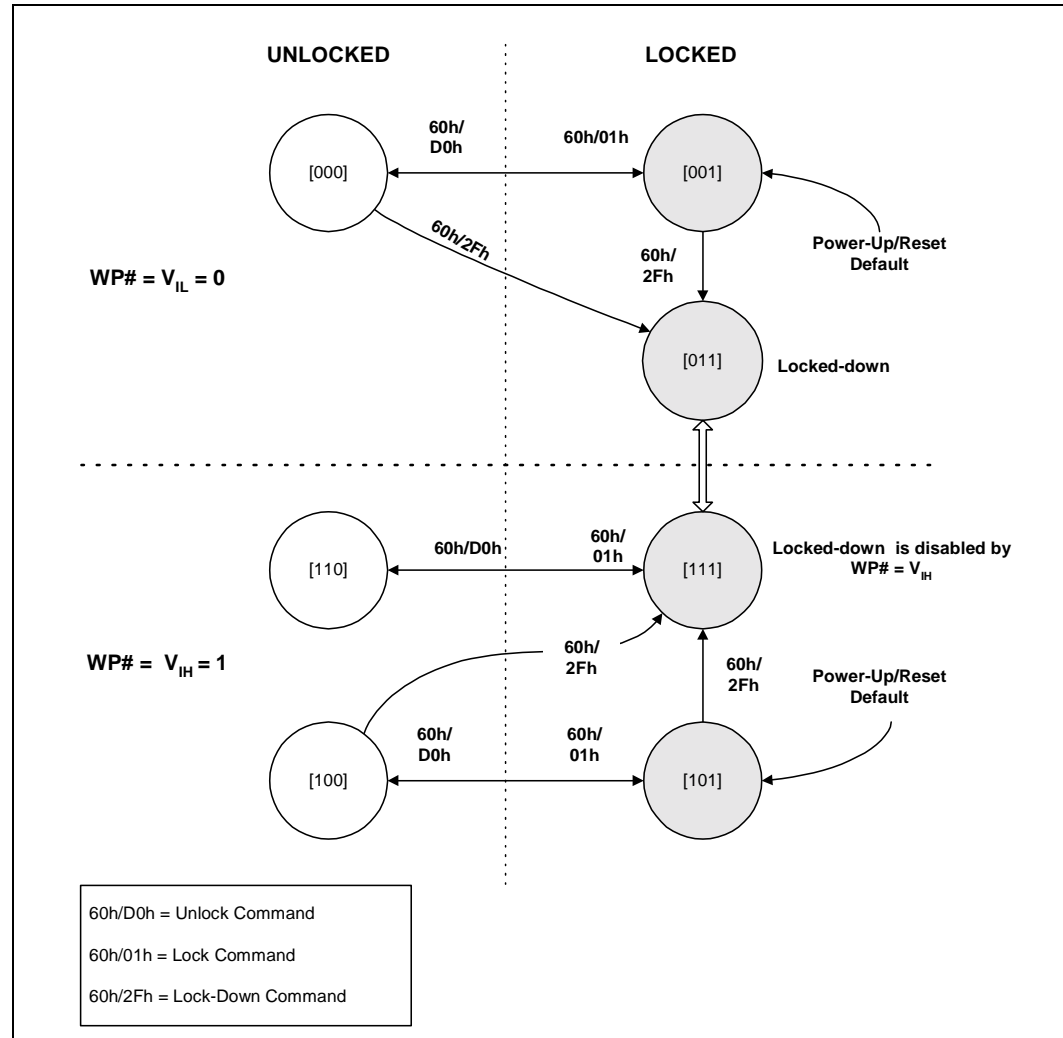 UNLOCKED
LOCKED
60h/
D0h
60h/01h
[000]
[001]
60h/2Fh
60h/
2Fh
Power-Up/Reset
Default
WP# = VIL = 0
[011]
Locked-down
60h/D0h
60h/
01h
[110]
[111]
Locked-down is disabled by
WP# = VIH
60h/
2Fh
WP# = VIH = 1
60h/
2Fh
Power-Up/Reset
Default
60h/
D0h
60h/
01h
[100]
[101]
60h/D0h = Unlock Command
60h/01h = Lock Command
60h/2Fh = Lock-Down Command